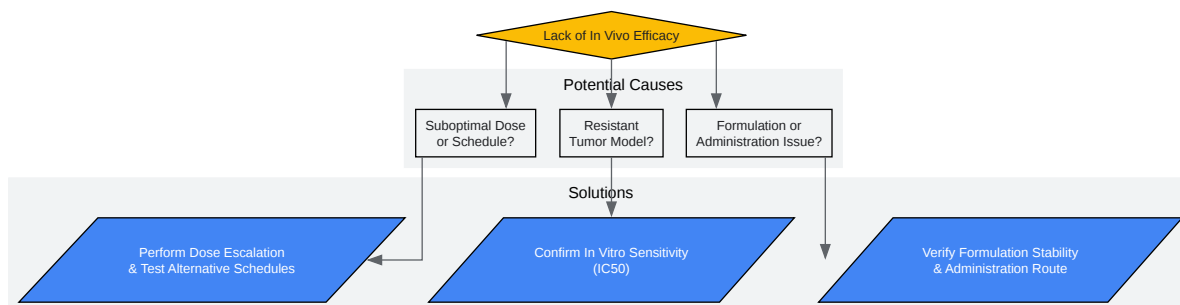 Lack of In Vivo Efficacy
Potential Causes
Suboptimal Dose
or Schedule?
Resistant
Tumor Model?
Formulation or
Administration Issue?
Solutions
Perform Dose Escalation
& Test Alternative Schedules
Confirm In Vitro Sensitivity
(IC50)
Verify Formulation Stability
& Administration Route